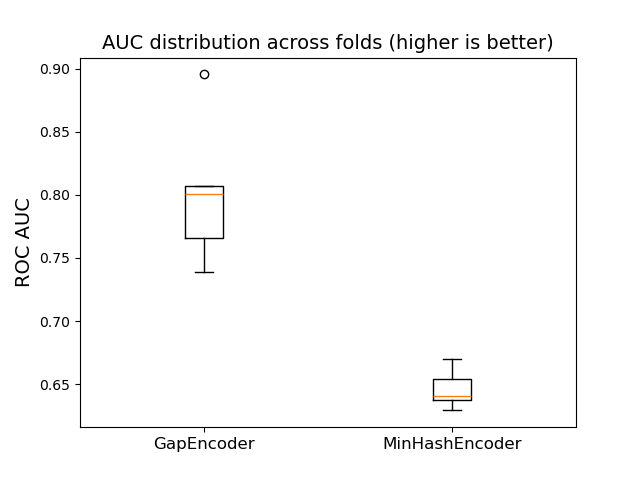 AUC distribution across folds (higher is better)
0.90
0.85
0.80
0.75
0.70
0.65
ROC AUC
GapEncoder
MinHashEncoder